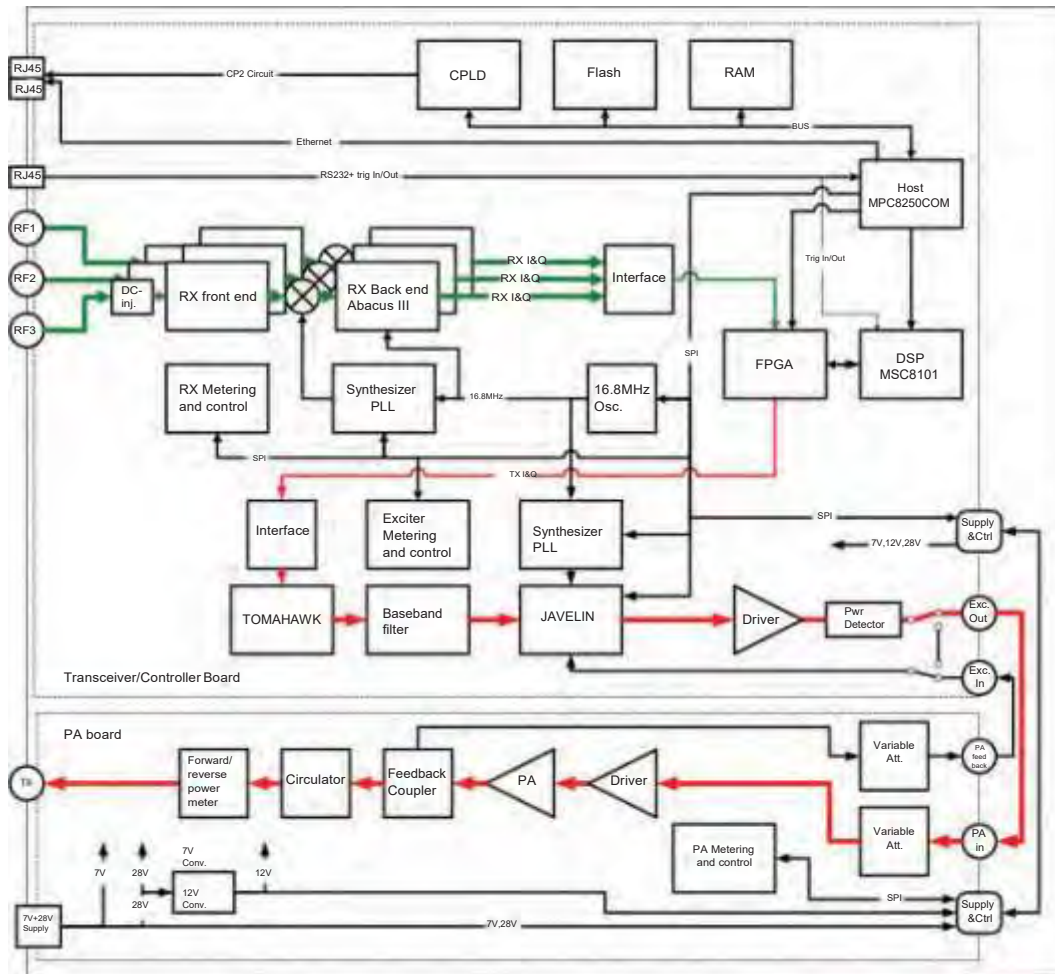 RJ45
RJ45
CP2 Circuit
CPLD
Flash
RAM
BUS
Ethernet
RJ45
RS232+ trig In/Out
Host
MPC8250COM
RF1
RF2
RF3
DC-
inj.
RX front end
RX Back end
Abacus III
RX I&Q
RX I&Q
RX I&Q
Interface
Trig In/Out
SPI
FPGA
DSP
MSC8101
RX Metering
and control
Synthesizer
PLL
16.8MHz
16.8MHz
Osc.
SPI
TX I&Q
Interface
Exciter
Metering
and control
Synthesizer
PLL
SPI
Supply
&Ctrl
7V,12V,28V
TOMAHAWK
Baseband
filter
JAVELIN
Driver
Pwr
Detector
Exc.
Out
Exc.
In
Transceiver/Controller Board
PA board
Forward/
reverse
power
meter
Circulator
Feedback
Coupler
PA
Driver
Variable
Att.
PA
feed
back
Variable
Att.
PA
in
PA Metering
and control
7V
28V
7V
Conv.
12V
28V
12V
Conv.
SPI
Supply
&Ctrl
7V+28V
Supply
7V,28V